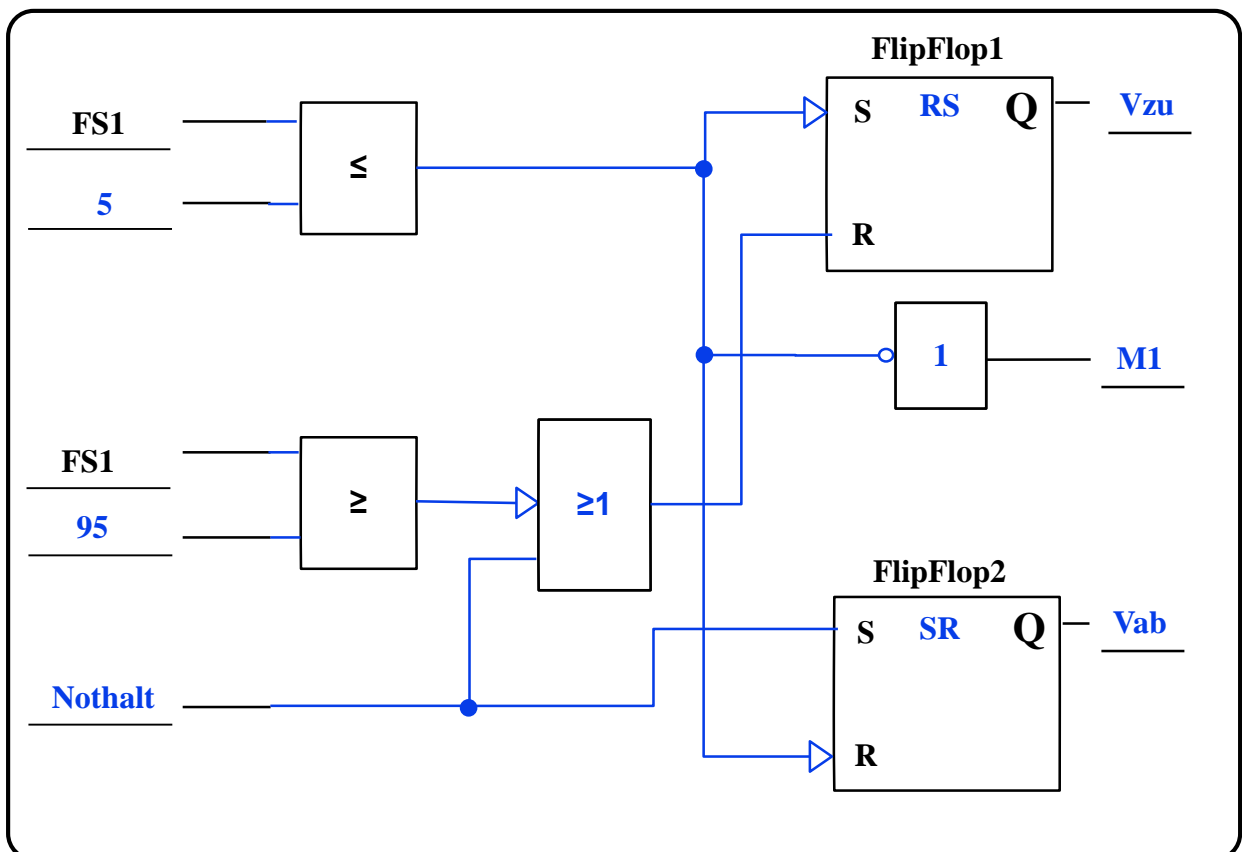 FlipFlop1
FS1
5
≤
S RS Q
R
Vzu
1
M1
FS1
95
≥
≥1
FlipFlop2
S SR Q
R
Vab
Nothalt